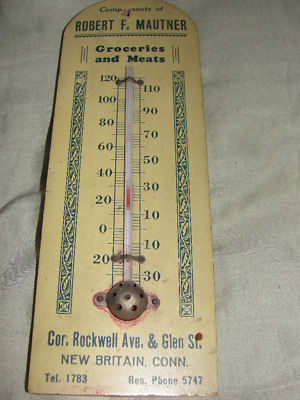 Compliments of
ROBERT F. MAUTNER
Groceries
and Meats
120
110
100
90
80
70
60
50
40
30
20
10
0
10
20
30
Cor. Rockwell Ave. & Glen St.
NEW BRITAIN, CONN.
Tel. 1783 Res. Phone 5747